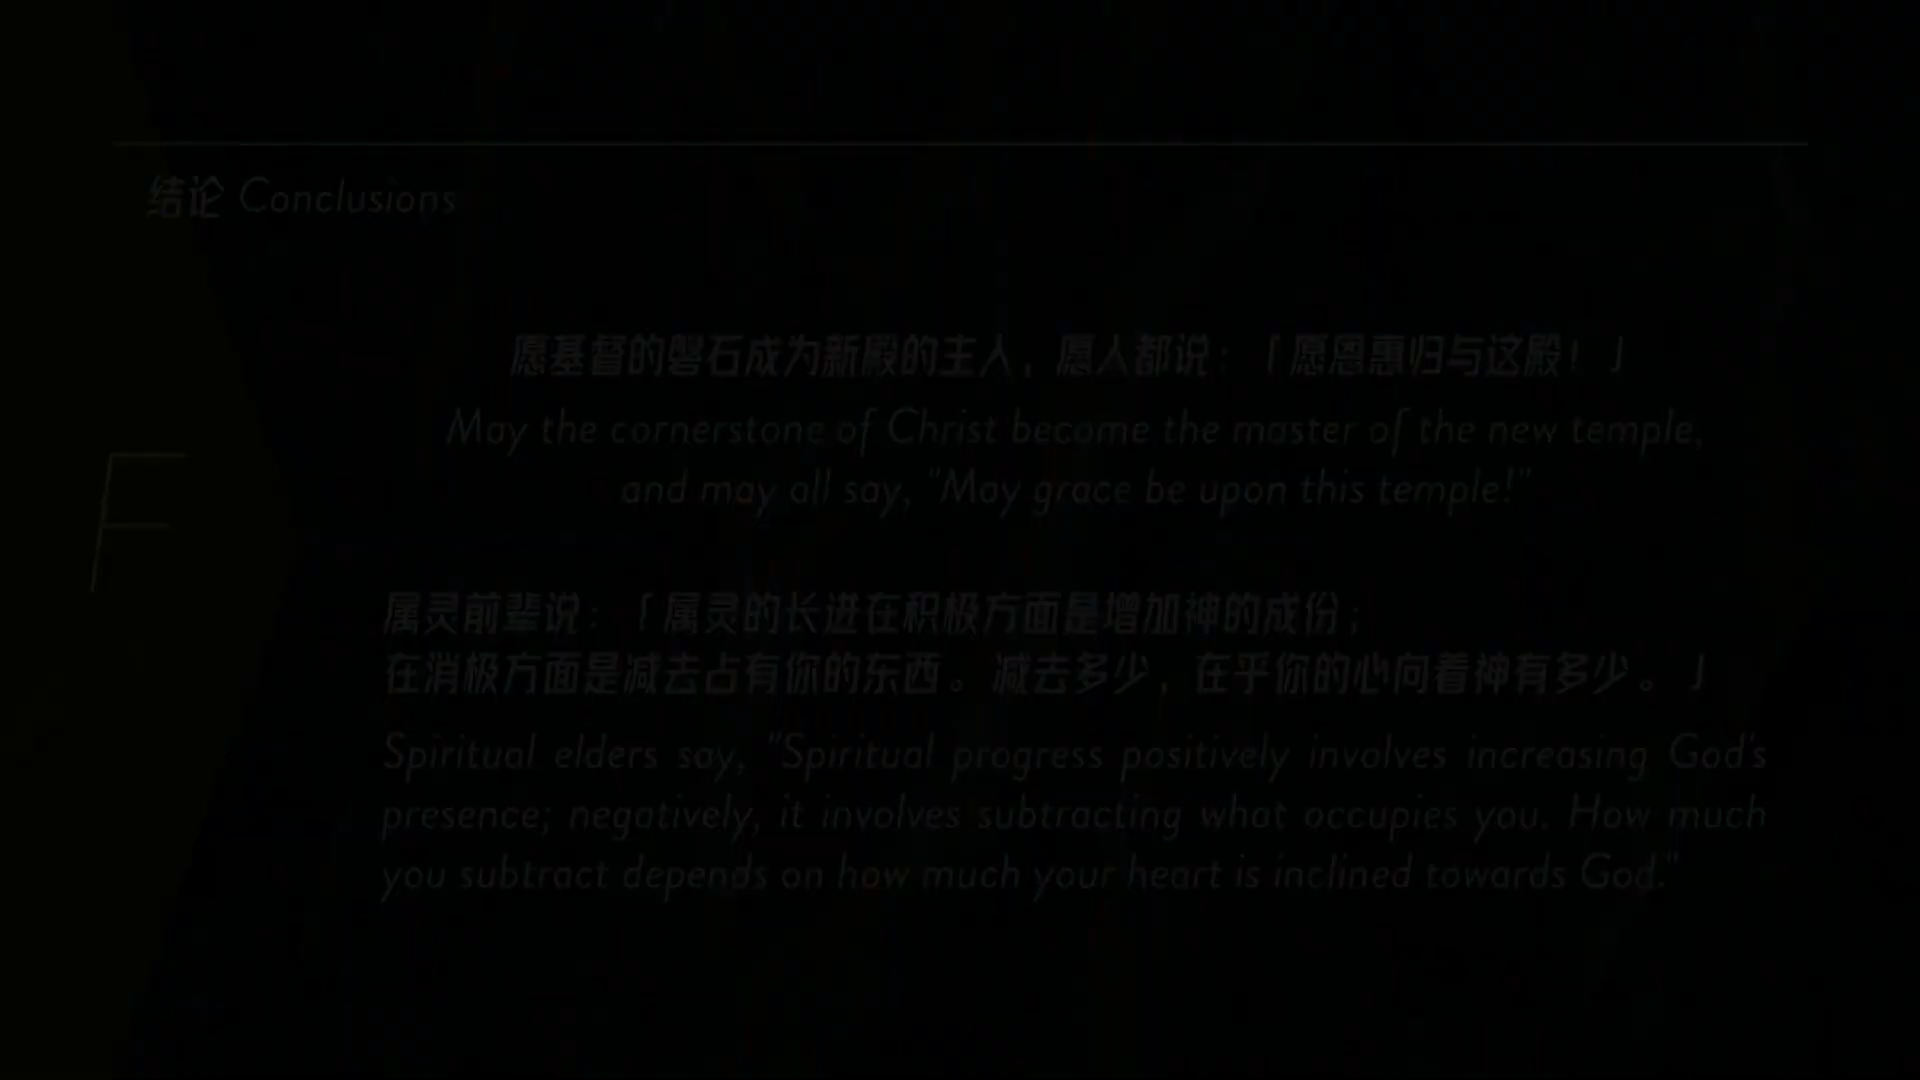 结论 Conclusions
愿基督的磐石成为新殿的主人，愿人都说：「愿恩惠归与这殿！」
May the cornerstone of Christ become the master of the new temple,
and may all say, "May grace be upon this temple!"
F
属灵前辈说：「属灵的长进在积极方面是增加神的成份；
在消极方面是减去占有你的东西。减去多少，在乎你的心向着神有多少。」
Spiritual elders say, "Spiritual progress positively involves increasing God's
presence; negatively, it involves subtracting what occupies you. How much
you subtract depends on how much your heart is inclined towards God."